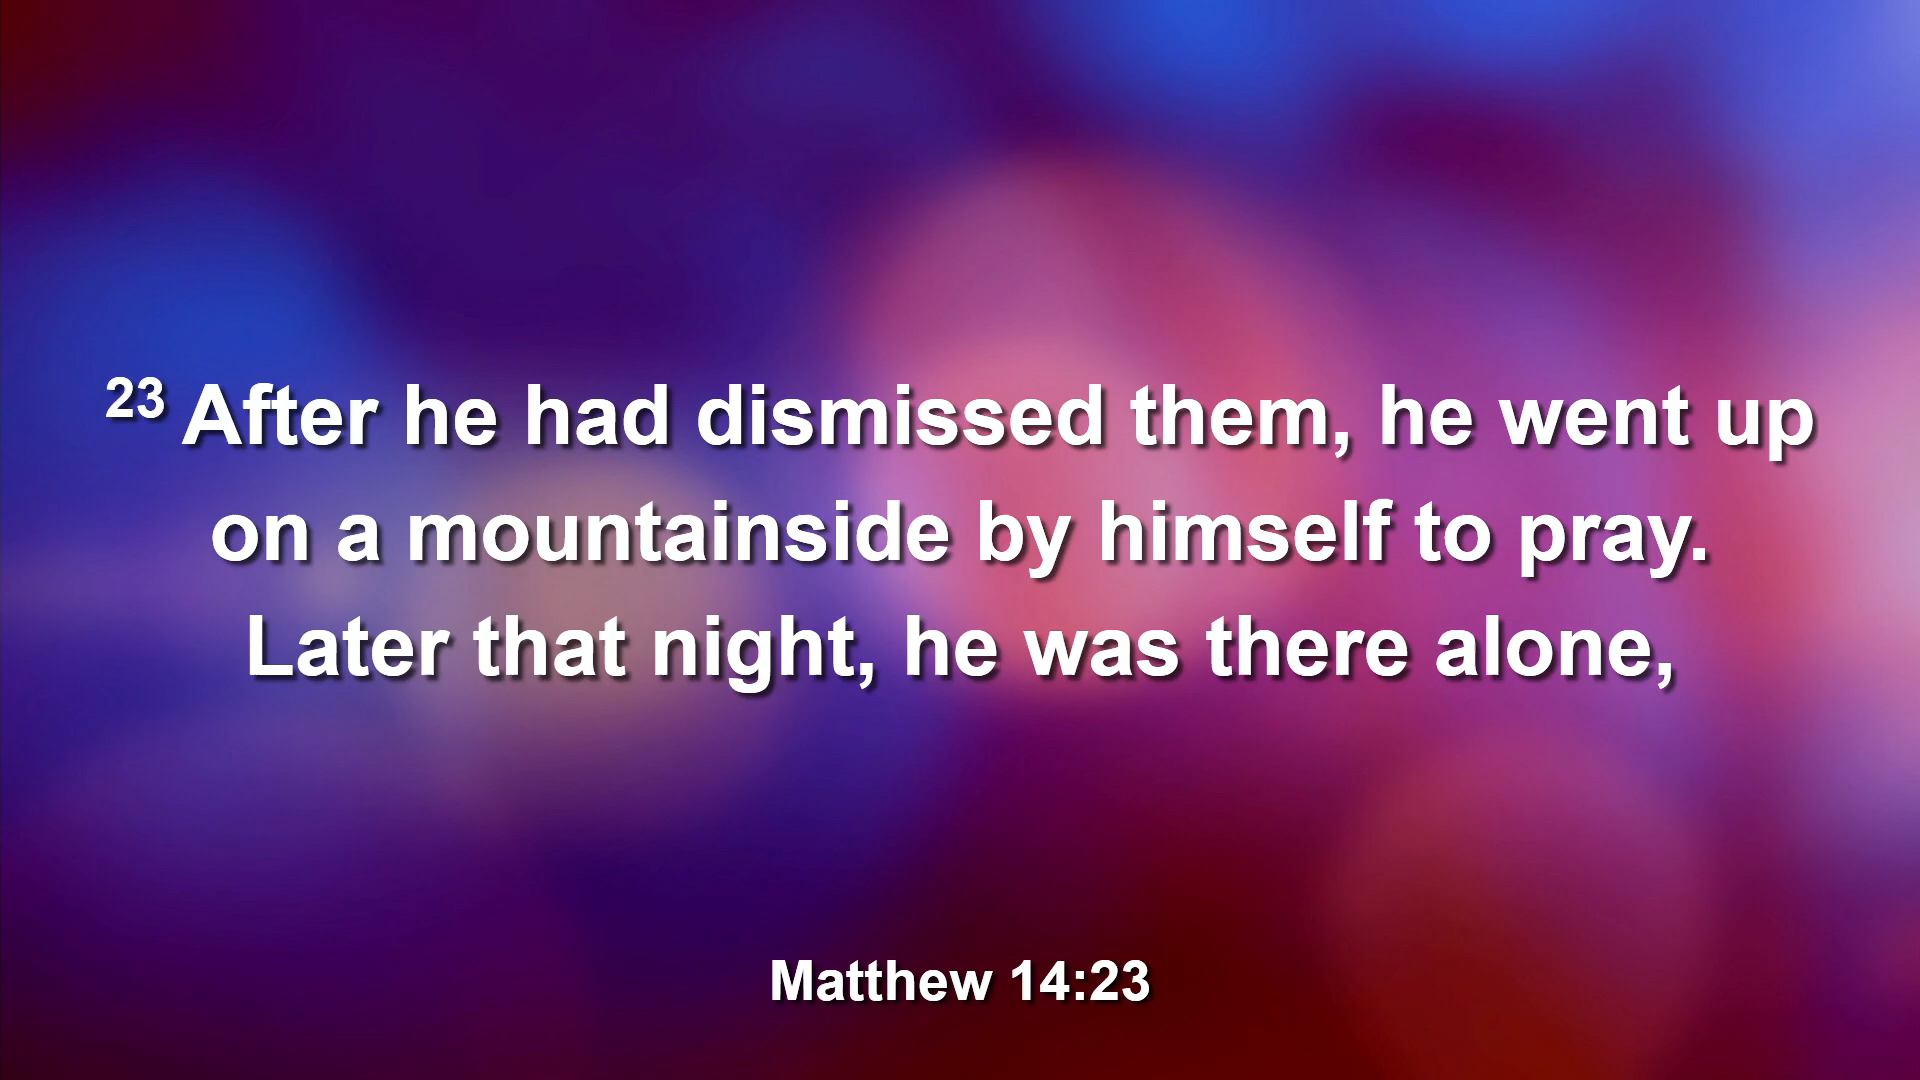 23 After he had dismissed them, he went up
on a mountainside by himself to pray.
Later that night, he was there alone,
Matthew 14:23